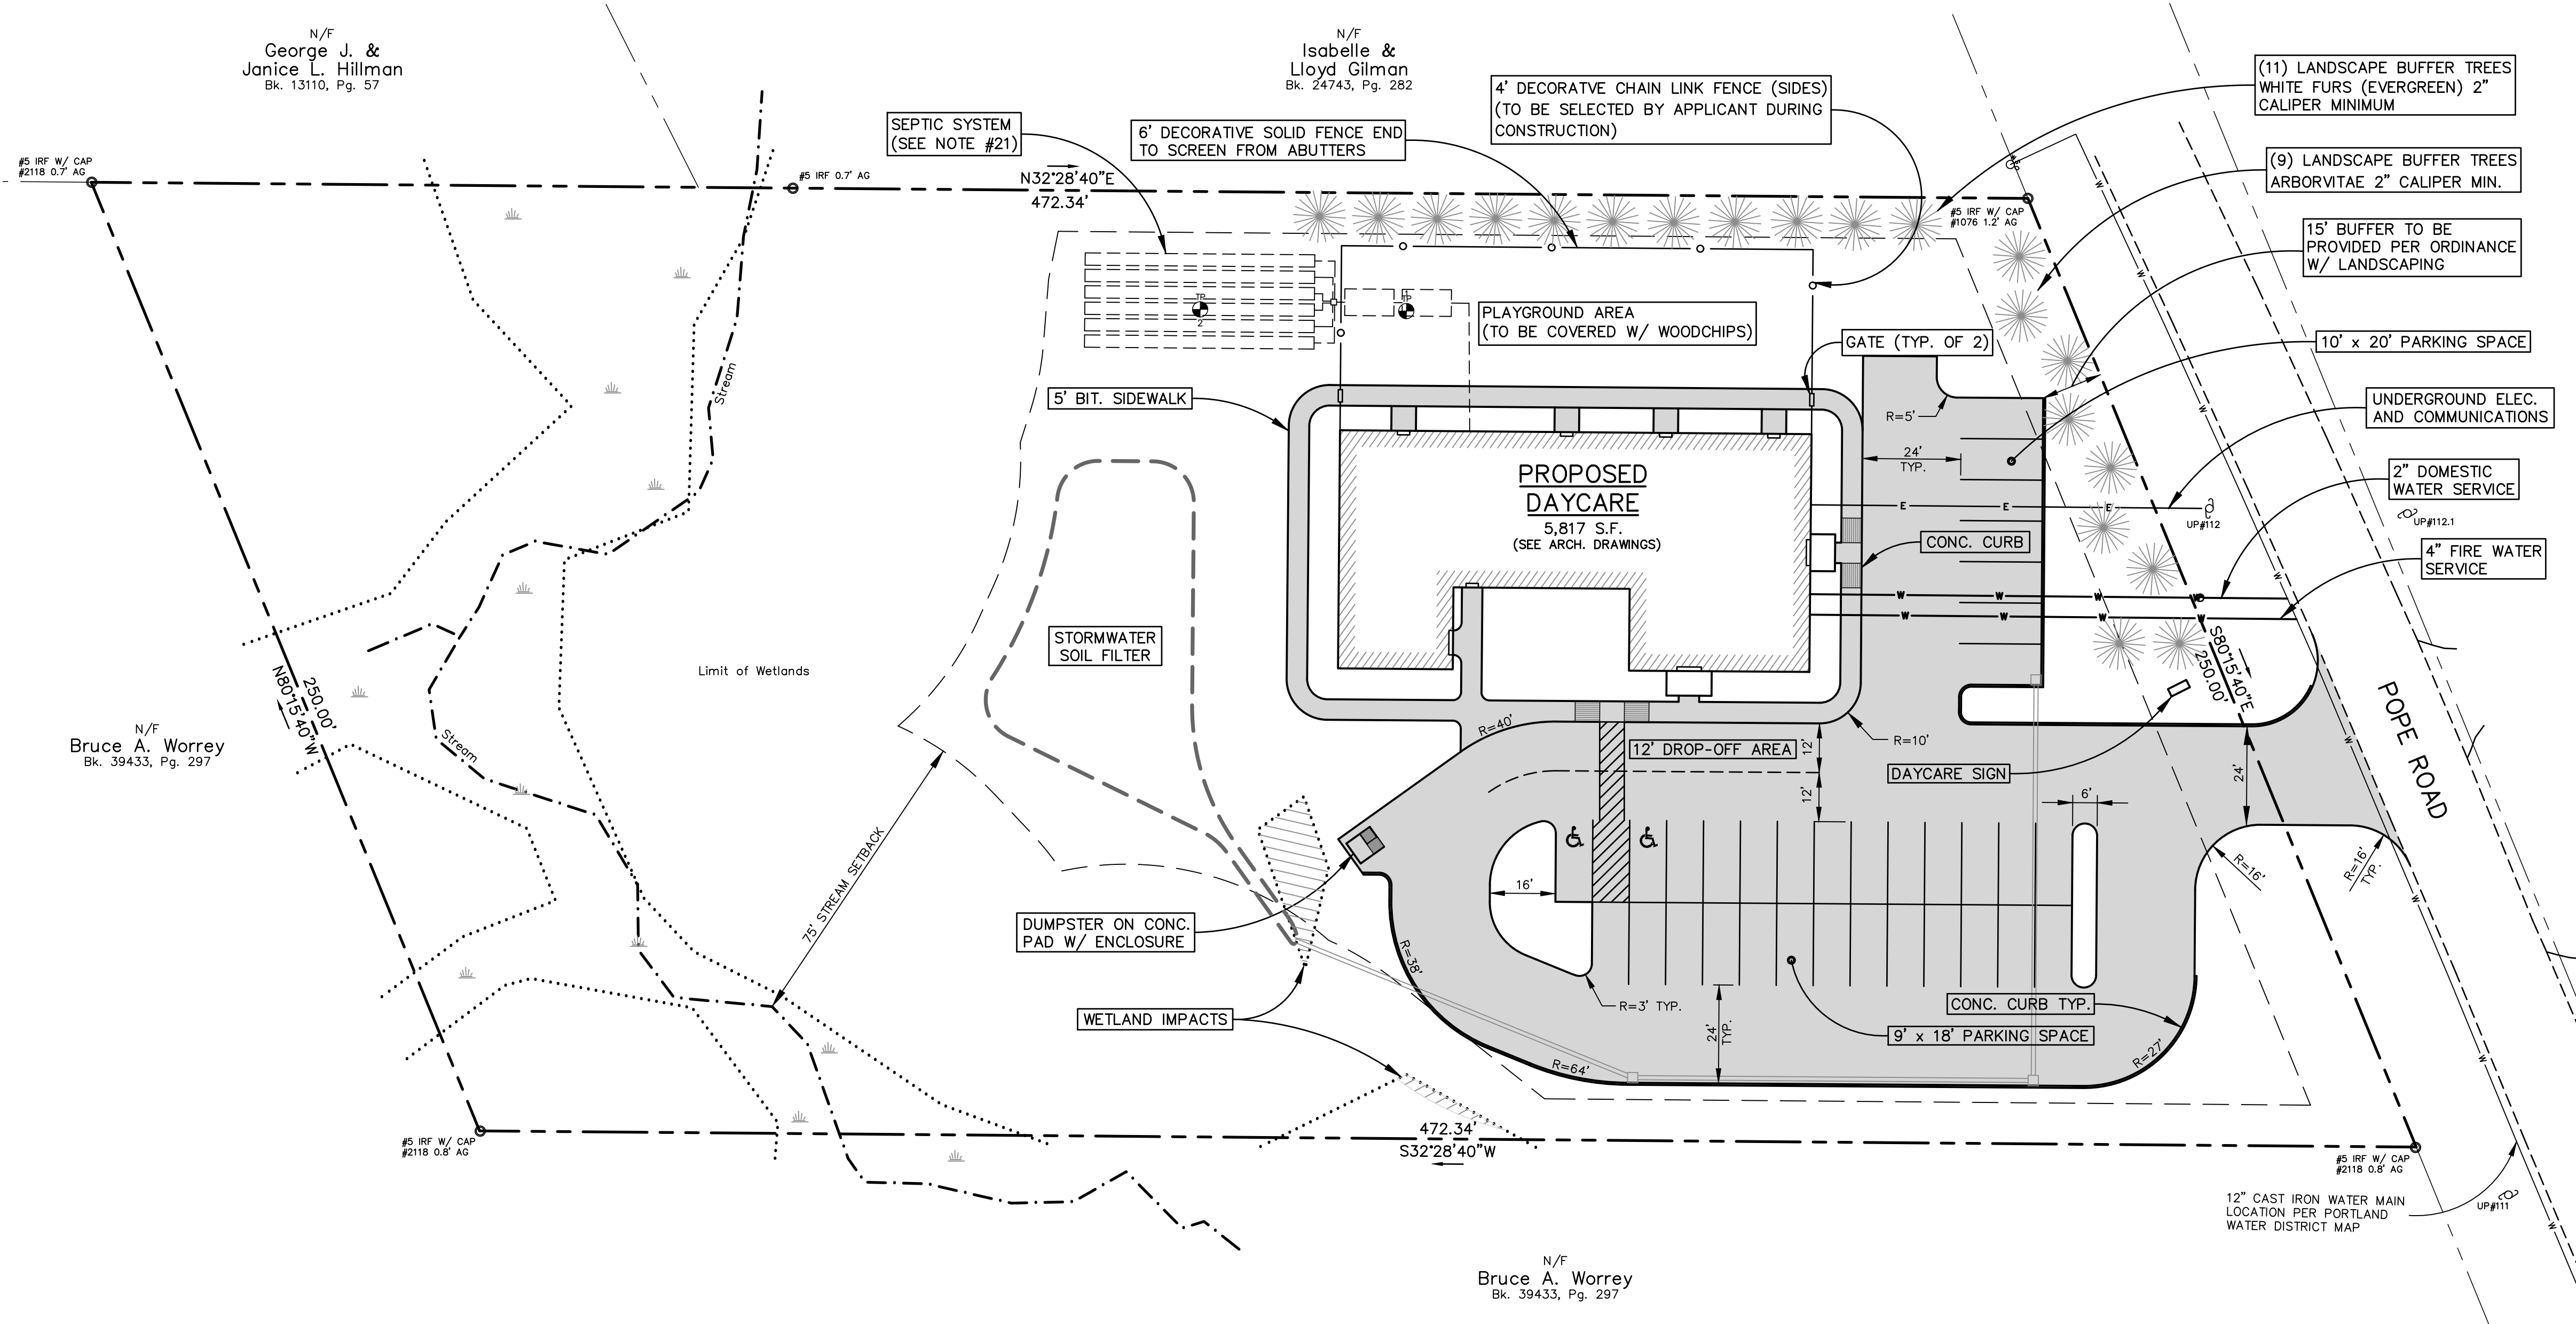 N/F
George J. &
Janice L. Hillman
Bk. 13110, Pg. 57
N/F
Isabelle &
Lloyd Gilman
Bk. 24743, Pg. 282
4' DECORATVE CHAIN LINK FENCE (SIDES)
(TO BE SELECTED BY APPLICANT DURING
CONSTRUCTION)
(11) LANDSCAPE BUFFER TREES
WHITE FURS (EVERGREEN) 2"
CALIPER MINIMUM
SEPTIC SYSTEM
(SEE NOTE #21)
6' DECORATIVE SOLID FENCE END
TO SCREEN FROM ABUTTERS
(9) LANDSCAPE BUFFER TREES
ARBORVITAE 2" CALIPER MIN.
#5 IRF W/ CAP
#2118 0.7' AG
#5 IRF 0.7' AG
N32°28'40"E
472.34'
#5 IRF W/ CAP
#1076 1.2' AG
15' BUFFER TO BE
PROVIDED PER ORDINANCE
W/ LANDSCAPING
TP
2
1
TP
PLAYGROUND AREA
(TO BE COVERED W/ WOODCHIPS)
GATE (TYP. OF 2)
10' x 20' PARKING SPACE
Stream
5' BIT. SIDEWALK
R=5'
UNDERGROUND ELEC.
AND COMMUNICATIONS
24'
TYP.
PROPOSED
DAYCARE
5,817 S.F.
(SEE ARCH. DRAWINGS)
2" DOMESTIC
WATER SERVICE
E
E
E
UP#112
UP#112.1
CONC. CURB
4" FIRE WATER
SERVICE
W
W
W
W
W
W
W
W
STORMWATER
SOIL FILTER
Limit of Wetlands
N80°15'40"W
250.00'
S80°15'40"E
250.00'
POPE ROAD
N/F
Bruce A. Worrey
Bk. 39433, Pg. 297
Stream
R=40'
12' DROP-OFF AREA
12'
R=10'
DAYCARE SIGN
24'
12'
6'
75' STREAM SETBACK
16'
R=16'
R=16'
TYP.
DUMPSTER ON CONC.
PAD W/ ENCLOSURE
R=38'
R=3' TYP.
CONC. CURB TYP.
WETLAND IMPACTS
24'
TYP.
9' x 18' PARKING SPACE
R=64'
R=27'
472.34'
S32°28'40"W
#5 IRF W/ CAP
#2118 0.8' AG
#5 IRF W/ CAP
#2118 0.8' AG
12" CAST IRON WATER MAIN
LOCATION PER PORTLAND
WATER DISTRICT MAP
UP#111
W
W
W
W
W
W
W
W
N/F
Bruce A. Worrey
Bk. 39433, Pg. 297